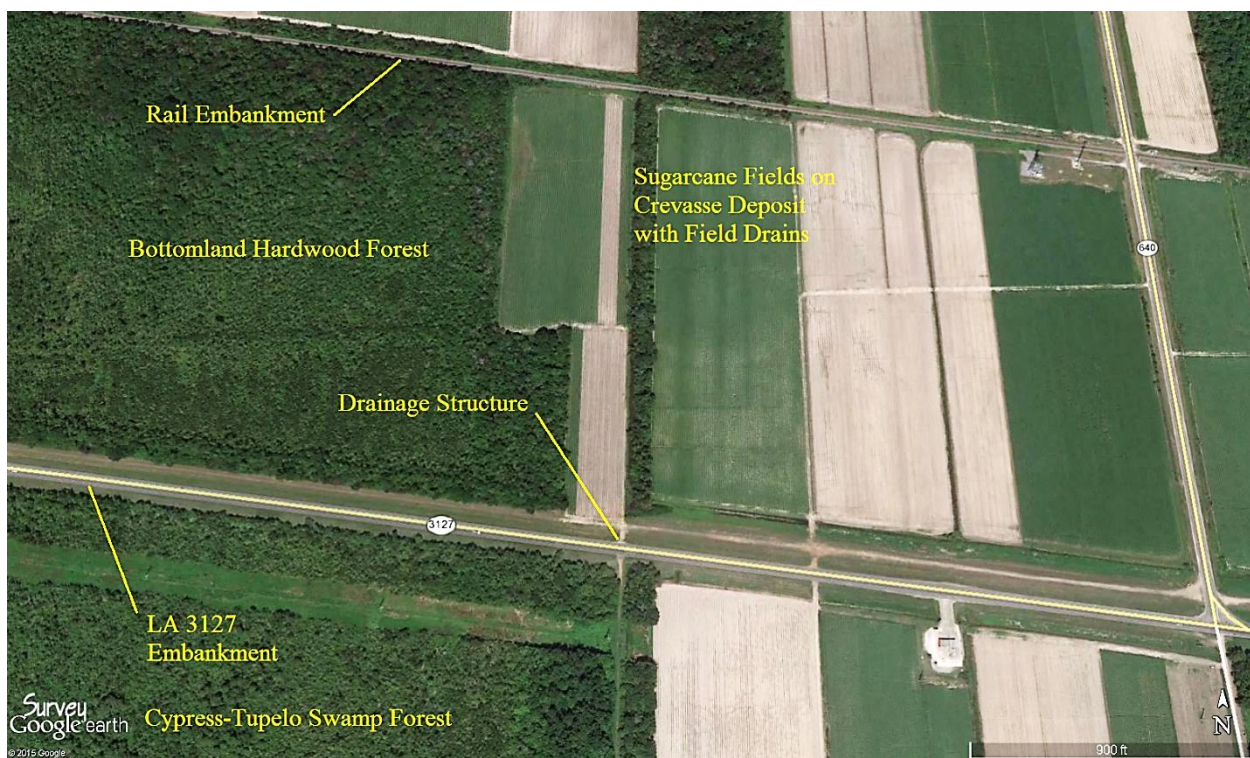 Rail Embankment
Sugarcane Fields on
Crevasse Deposit
with Field Drains
Bottomland Hardwood Forest
640
Drainage Structure
3127
LA 3127
Embankment
Survey
Google earth
Cypress-Tupelo Swamp Forest
N
© 2015 Google
900 ft